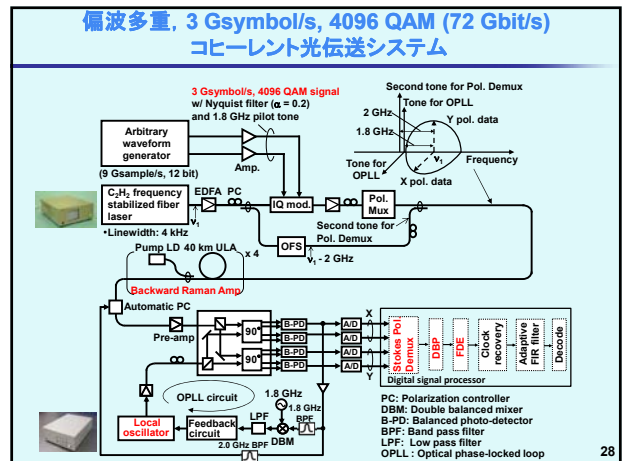 偏波多重, 3 Gsymbol/s, 4096 QAM (72 Gbit/s)
コヒーレント光伝送システム
3 Gsymbol/s, 4096 QAM signal
w/ Nyquist filter (α = 0.2)
and 1.8 GHz pilot tone
Arbitrary
waveform
generator
(9 Gsample/s, 12 bit)
Amp.
Second tone for Pol. Demux
Tone for OPLL
2 GHz
1.8 GHz
Y pol. data
Frequency
Tone for
OPLL
ν1
X pol. data
C2H2 frequency
stabilized fiber
laser
•Linewidth: 4 kHz
EDFA
PC
ν1
IQ mod.
Pol.
Mux
OFS
ν1 - 2 GHz
Second tone for
Pol. Demux
Pump LD
40 km ULA
x 4
Backward Raman Amp
Automatic PC
Pre-amp
90°
90°
B-PD
B-PD
B-PD
B-PD
A/D
A/D
A/D
A/D
X
Y
Stokes Pol.
Demux
DBP
FDE
Clock
recovery
Adaptive
FIR filter
Decode
Digital signal processor
OPLL circuit
Local
oscillator
Feedback
circuit
LPF
DBM
1.8 GHz
1.8 GHz
BPF
2.0 GHz BPF
PC: Polarization controller
DBM: Double balanced mixer
B-PD: Balanced photo-detector
BPF: Band pass filter
LPF: Low pass filter
OPLL : Optical phase-locked loop
28